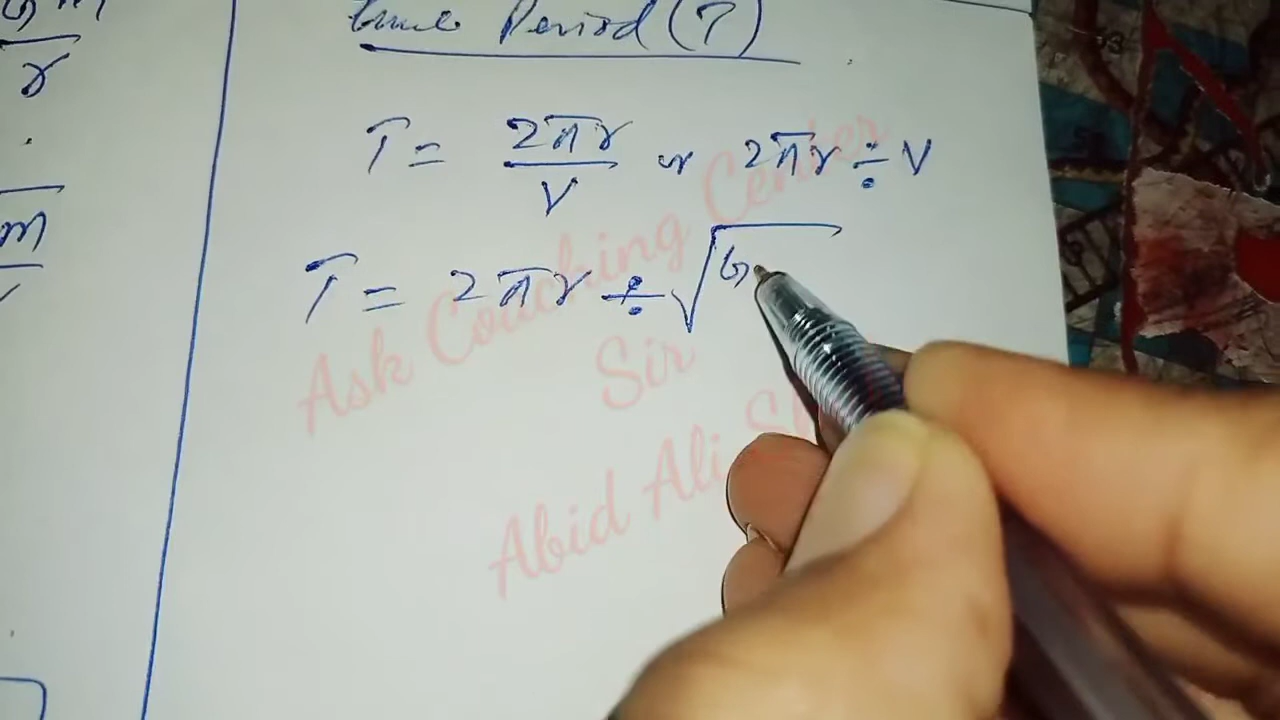 Time Period (T)
T = 2πr / V or 2πr ÷ V
T = 2πr ÷ √G
m
r
Ask Coaching Center
Sir
Abid Ali